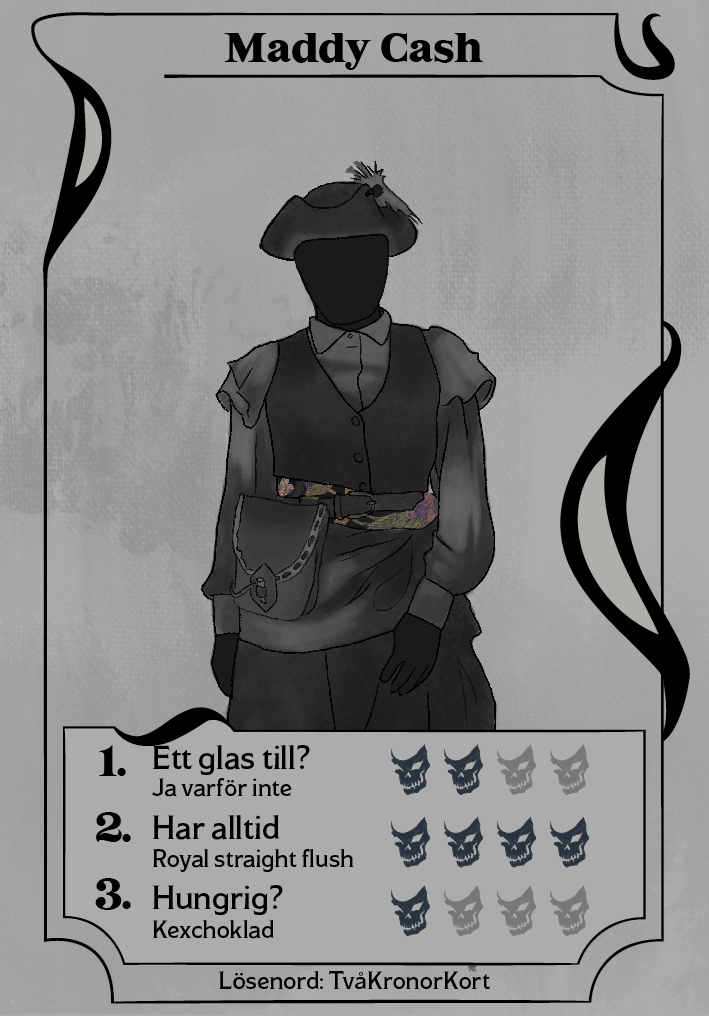 Maddy Cash
1. Ett glas till?
Ja varför inte
2. Har alltid
Royal straight flush
3. Hungrig?
Kexchoklad
Lösenord: TvåKronorKort